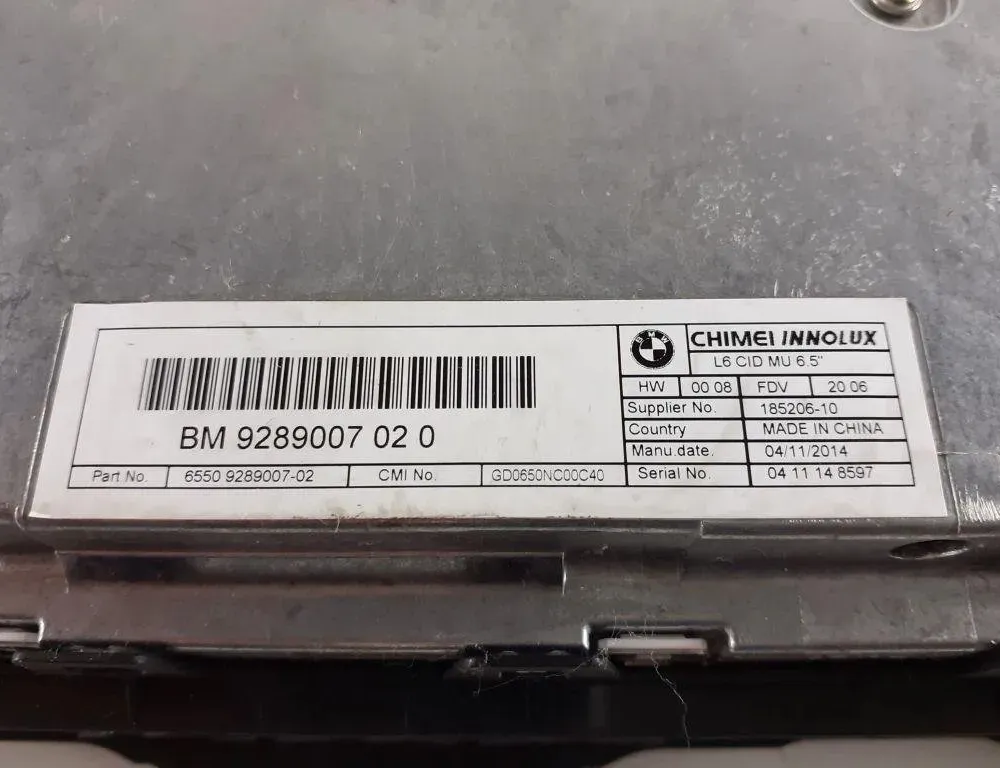 BM 9289007 02 0
Part No. 6550 9289007-02 CMI No. GD0650NC00C40
BMW
CHIMEI INNOLUX
L6 CID MU 6.5"
HW 00 08 FDV 20 06
Supplier No. 185206-10
Country MADE IN CHINA
Manu.date. 04/11/2014
Serial No. 04 11 14 8597